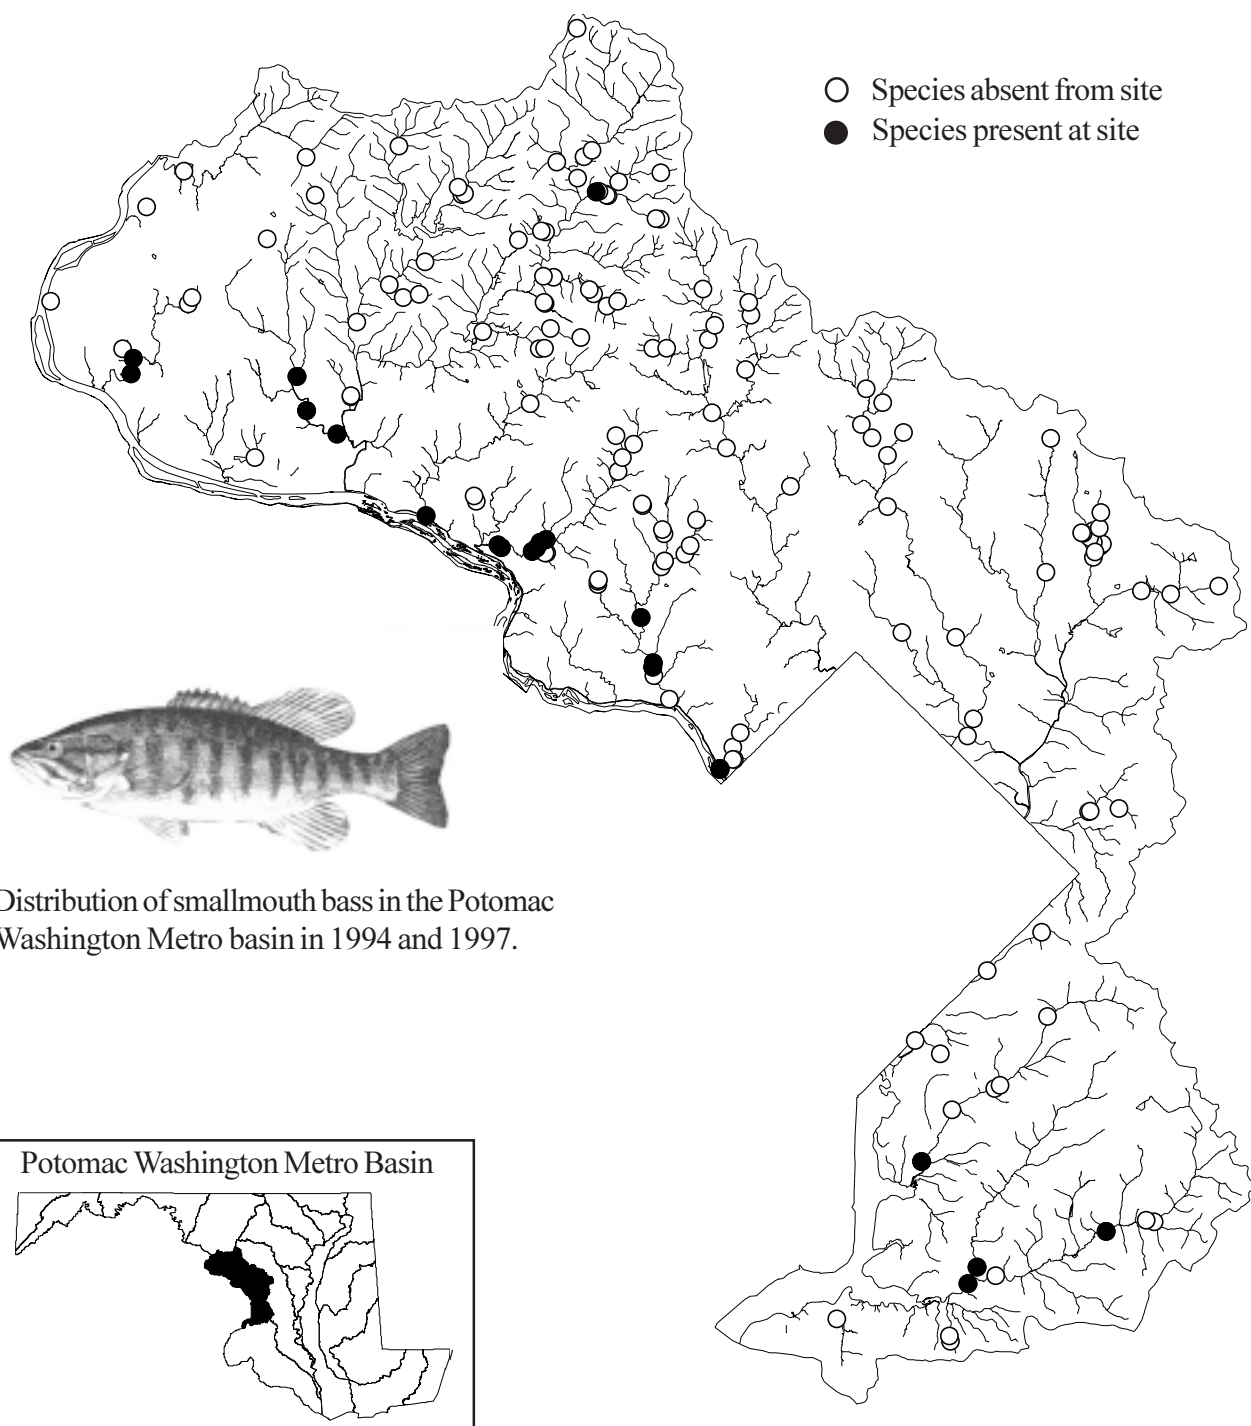 Species absent from site
Species present at site
Distribution of smallmouth bass in the Potomac
Washington Metro basin in 1994 and 1997.
Potomac Washington Metro Basin